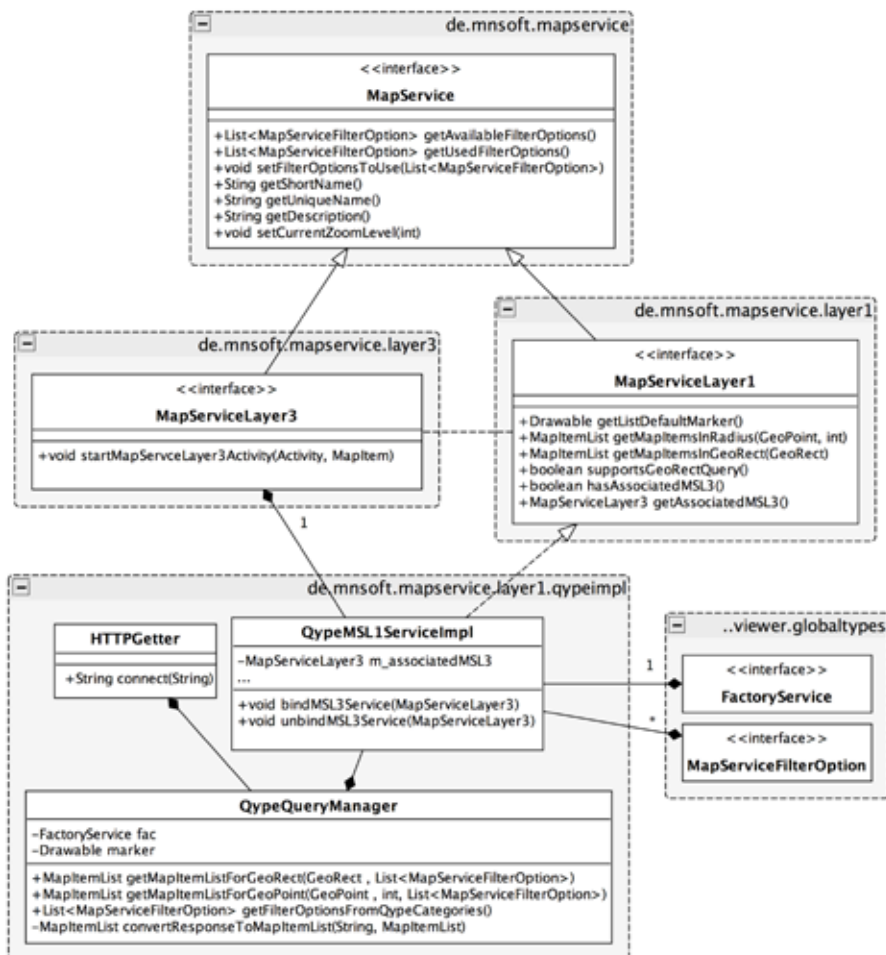 de.mnsoft.mapservice
<<interface>>
MapService
+List<MapServiceFilterOption> getAvailableFilterOptions()
+List<MapServiceFilterOption> getUsedFilterOptions()
+void setFilterOptionsToUse(List<MapServiceFilterOption>)
+Sting getShortName()
+String getUniqueName()
+String getDescription()
+void setCurrentZoomLevel(int)
de.mnsoft.mapservice.layer3
<<interface>>
MapServiceLayer3
+void startMapServceLayer3Activity(Activity, MapItem)
de.mnsoft.mapservice.layer1
<<interface>>
MapServiceLayer1
+Drawable getListDefaultMarker()
+MapItemList getMapItemsInRadius(GeoPoint, int)
+MapItemList getMapItemsInGeoRect(GeoRect)
+boolean supportsGeoRectQuery()
+boolean hasAssociatedMSL3()
+MapServiceLayer3 getAssociatedMSL3()
1
de.mnsoft.mapservice.layer1.qypeimpl
HTTPGetter
+String connect(String)
QypeMSL1ServiceImpl
-MapServiceLayer3 m_associatedMSL3
...
+void bindMSL3Service(MapServiceLayer3)
+void unbindMSL3Service(MapServiceLayer3)
..viewer.globaltypes
1
<<interface>>
FactoryService
*
<<interface>>
MapServiceFilterOption
QypeQueryManager
-FactoryService fac
-Drawable marker
+MapItemList getMapItemListForGeoRect(GeoRect , List<MapServiceFilterOption>)
+MapItemList getMapItemListForGeoPoint(GeoPoint , int, List<MapServiceFilterOption>)
+List<MapServiceFilterOption> getFilterOptionsFromQypeCategories()
-MapItemList convertResponseToMapItemList(String, MapItemList)